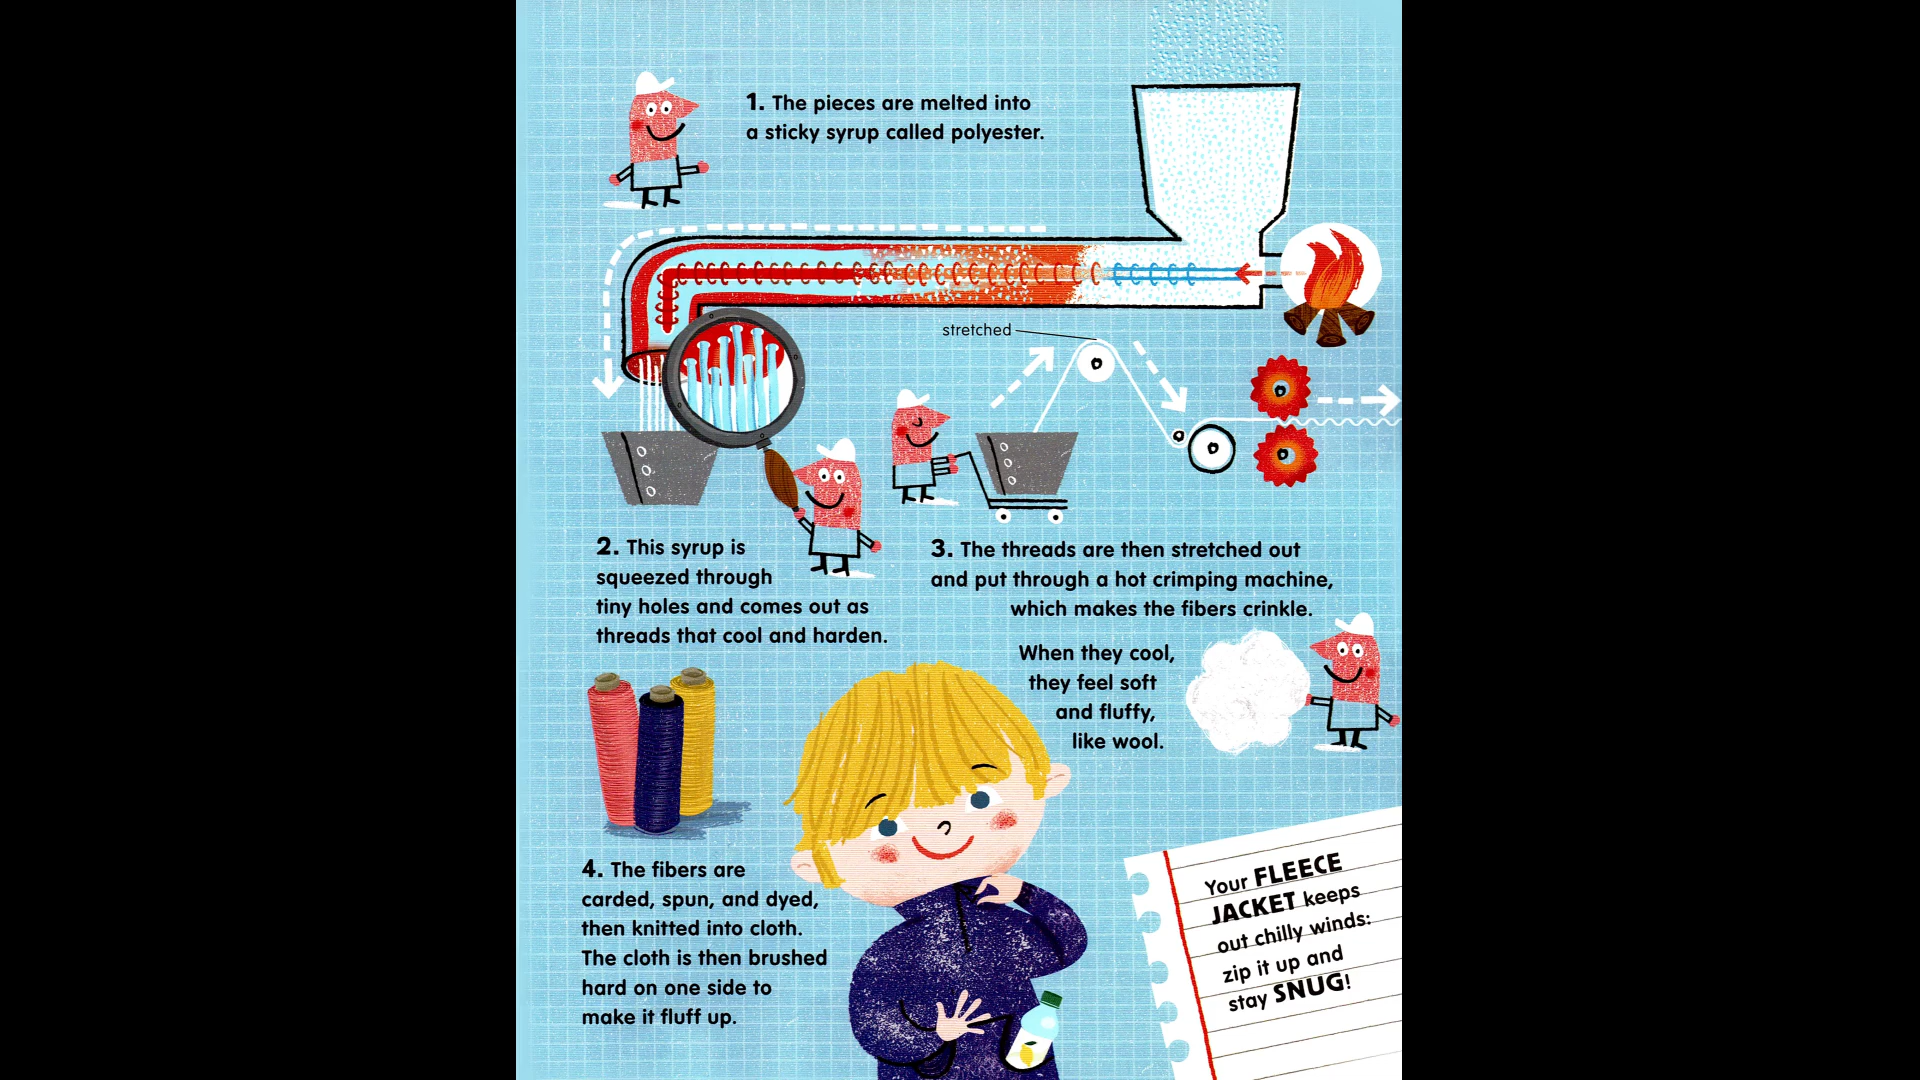 1. The pieces are melted into
a sticky syrup called polyester.
stretched
2. This syrup is
squeezed through
tiny holes and comes out as
threads that cool and harden.
3. The threads are then stretched out
and put through a hot crimping machine,
which makes the fibers crinkle.
When they cool,
they feel soft
and fluffy,
like wool.
4. The fibers are
carded, spun, and dyed,
then knitted into cloth.
The cloth is then brushed
hard on one side to
make it fluff up.
Your FLEECE
JACKET keeps
out chilly winds:
zip it up and
stay SNUG!